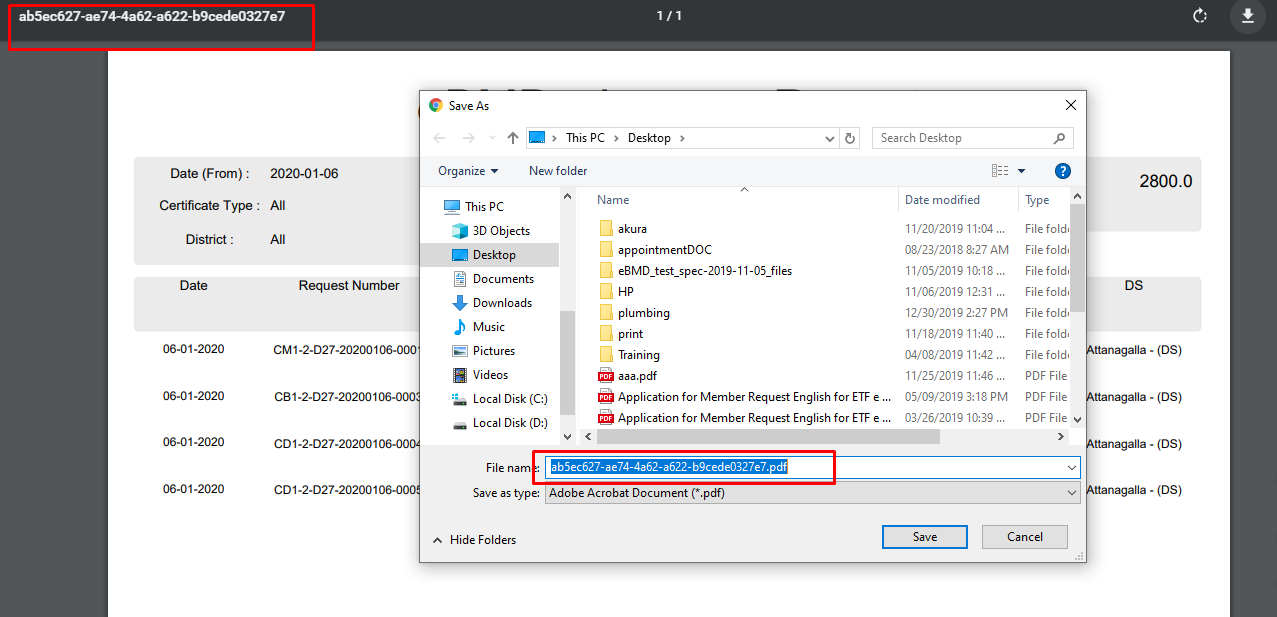 ab5ec627-ae74-4a62-a622-b9cede0327e7
1 / 1
Save As
This PC
Desktop
Search Desktop
Organize
New folder
?
Date (From) : 2020-01-06
Certificate Type : All
District : All
2800.0
Date Request Number
DS
06-01-2020 CM1-2-D27-20200106-0001
Attanagalla - (DS)
06-01-2020 CB1-2-D27-20200106-0003
Attanagalla - (DS)
06-01-2020 CD1-2-D27-20200106-0004
Attanagalla - (DS)
06-01-2020 CD1-2-D27-20200106-0005
Attanagalla - (DS)
This PC
3D Objects
Desktop
Documents
Downloads
Music
Pictures
Videos
Local Disk (C:)
Local Disk (D:)
Name Date modified Type
akura 11/20/2019 11:04 ... File fold
appointmentDOC 08/23/2018 8:27 AM File fold
eBMD_test_spec-2019-11-05_files 11/05/2019 10:18 ... File fold
HP 11/06/2019 12:31 ... File fold
plumbing 12/30/2019 2:27 PM File fold
print 11/18/2019 11:40 ... File fold
Training 04/08/2019 11:42 ... File fold
PDF aaa.pdf 11/25/2019 11:46 ... PDF File
PDF Application for Member Request English for ETF e ... 05/09/2019 3:18 PM PDF File
PDF Application for Member Request English for ETF e ... 03/26/2019 10:39 ... PDF File
File name: ab5ec627-ae74-4a62-a622-b9cede0327e7.pdf
Save as type: Adobe Acrobat Document (*.pdf)
Hide Folders
Save
Cancel